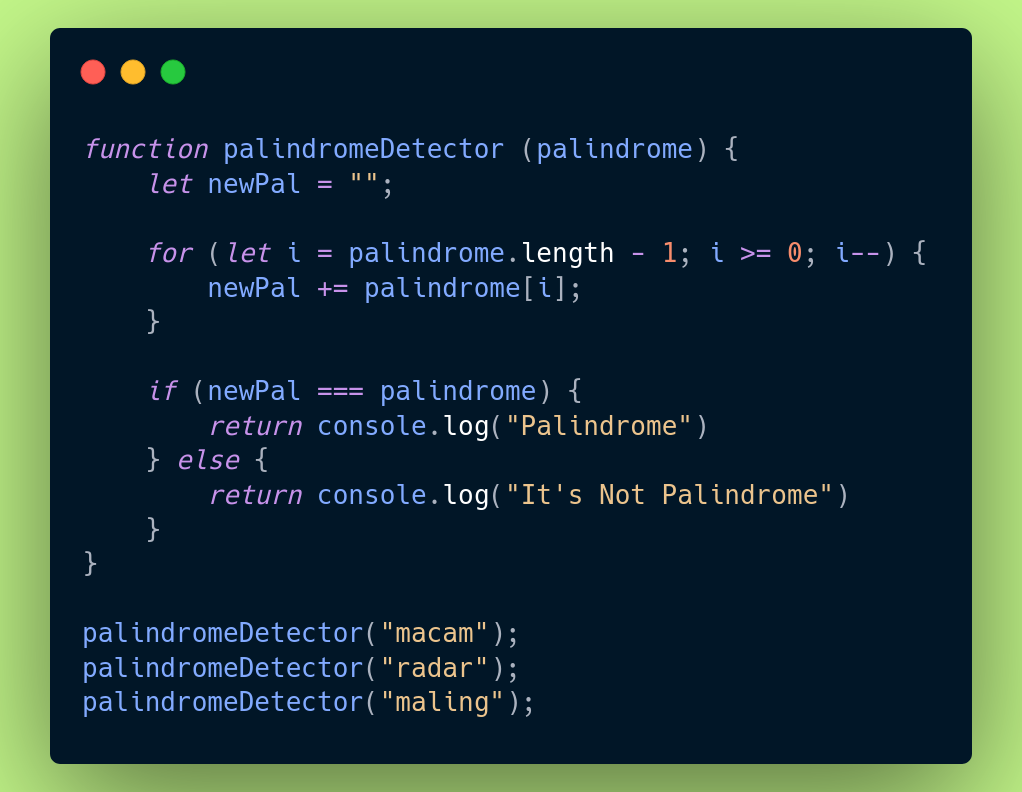 function palindromeDetector (palindrome) {
    let newPal = "";

    for (let i = palindrome.length - 1; i >= 0; i--) {
        newPal += palindrome[i];
    }

    if (newPal === palindrome) {
        return console.log("Palindrome")
    } else {
        return console.log("It's Not Palindrome")
    }
}

palindromeDetector("macam");
palindromeDetector("radar");
palindromeDetector("maling");